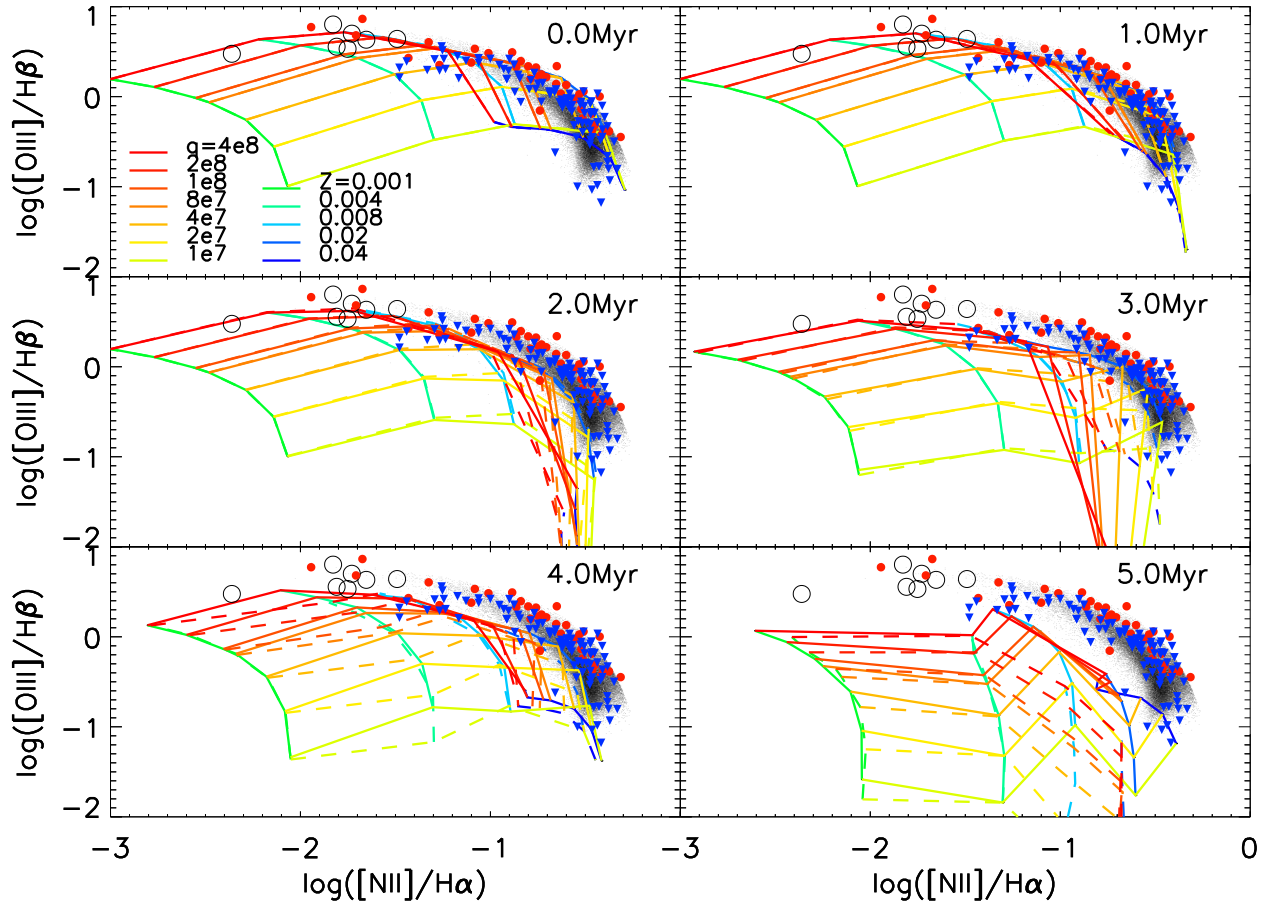 1
0.0Myr
1.0Myr
log([OIII]/Hβ)
0
q=4e8
2e8
1e8
8e7
4e7
2e7
1e7
Z=0.001
0.004
0.008
0.02
0.04
−1
−2
1
2.0Myr
3.0Myr
log([OIII]/Hβ)
0
−1
−2
1
4.0Myr
5.0Myr
log([OIII]/Hβ)
0
−1
−2
−3 −2 −1 −3 −2 −1 0
log([NII]/Hα) log([NII]/Hα)